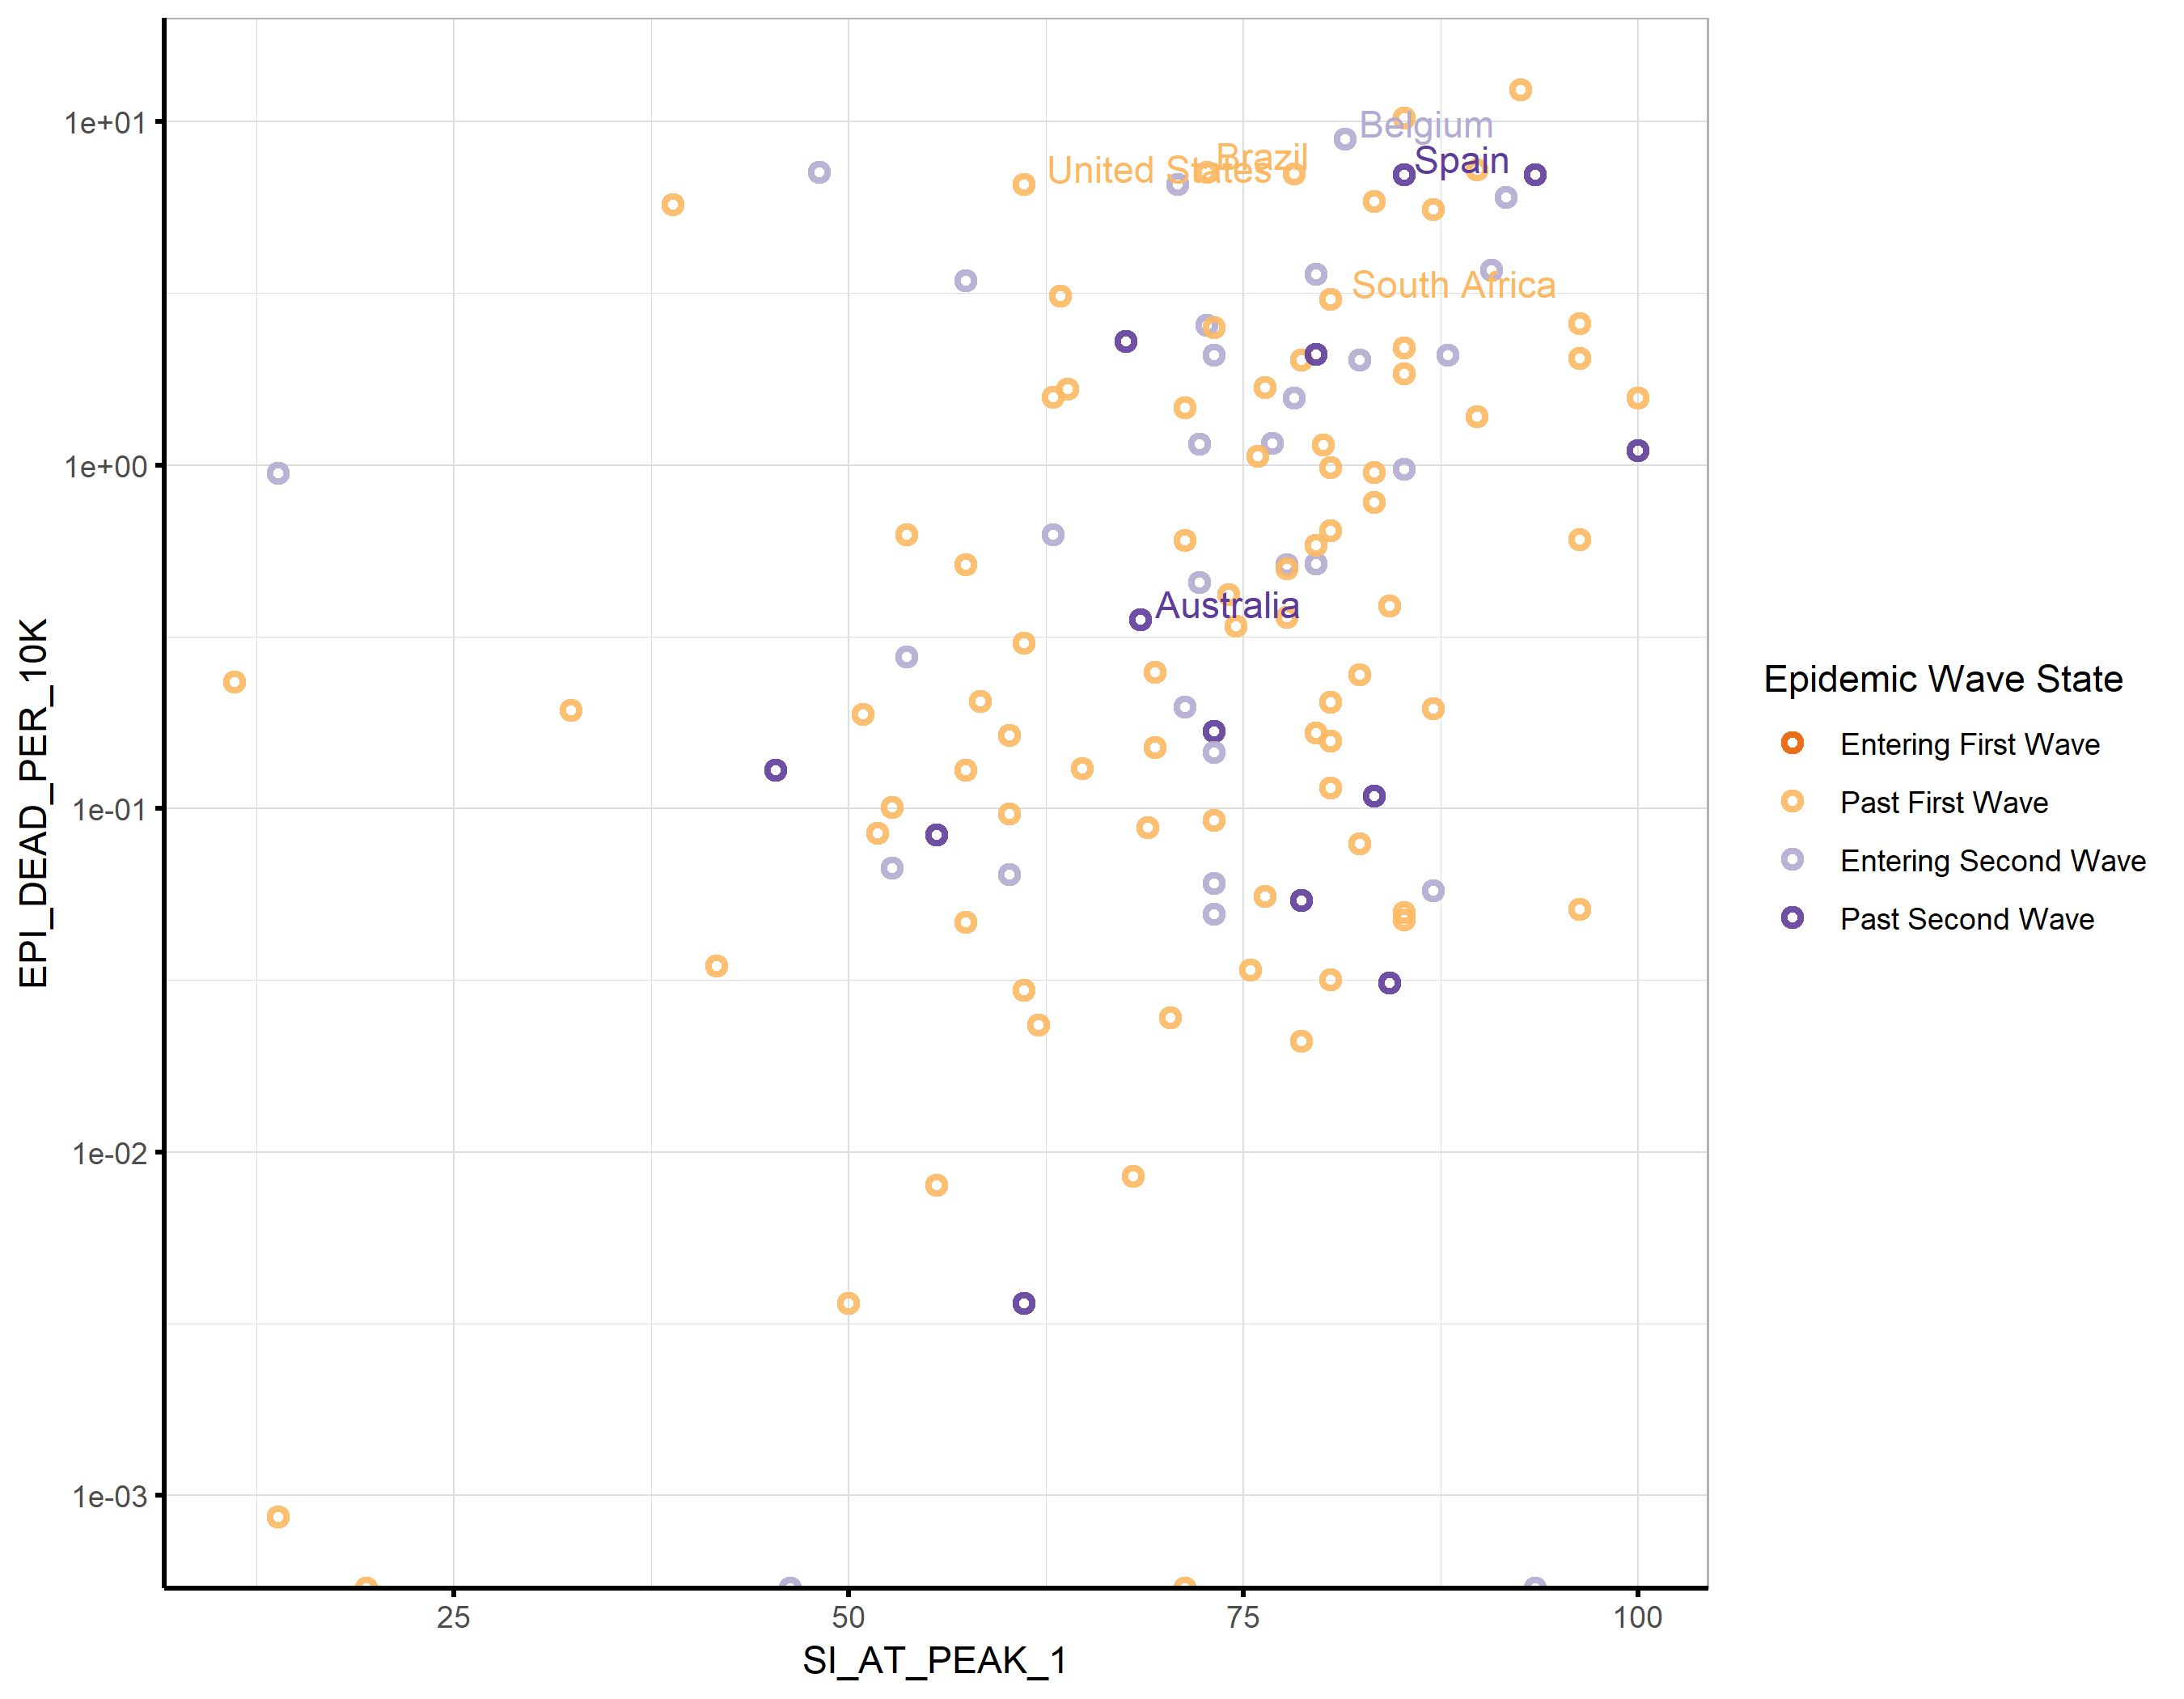 1e+01
1e+00
1e-01
1e-02
1e-03
EPI_DEAD_PER_10K
Belgium
Brazil
Spain
United States
South Africa
Australia
25 50 75 100
SI_AT_PEAK_1
Epidemic Wave State
Entering First Wave
Past First Wave
Entering Second Wave
Past Second Wave